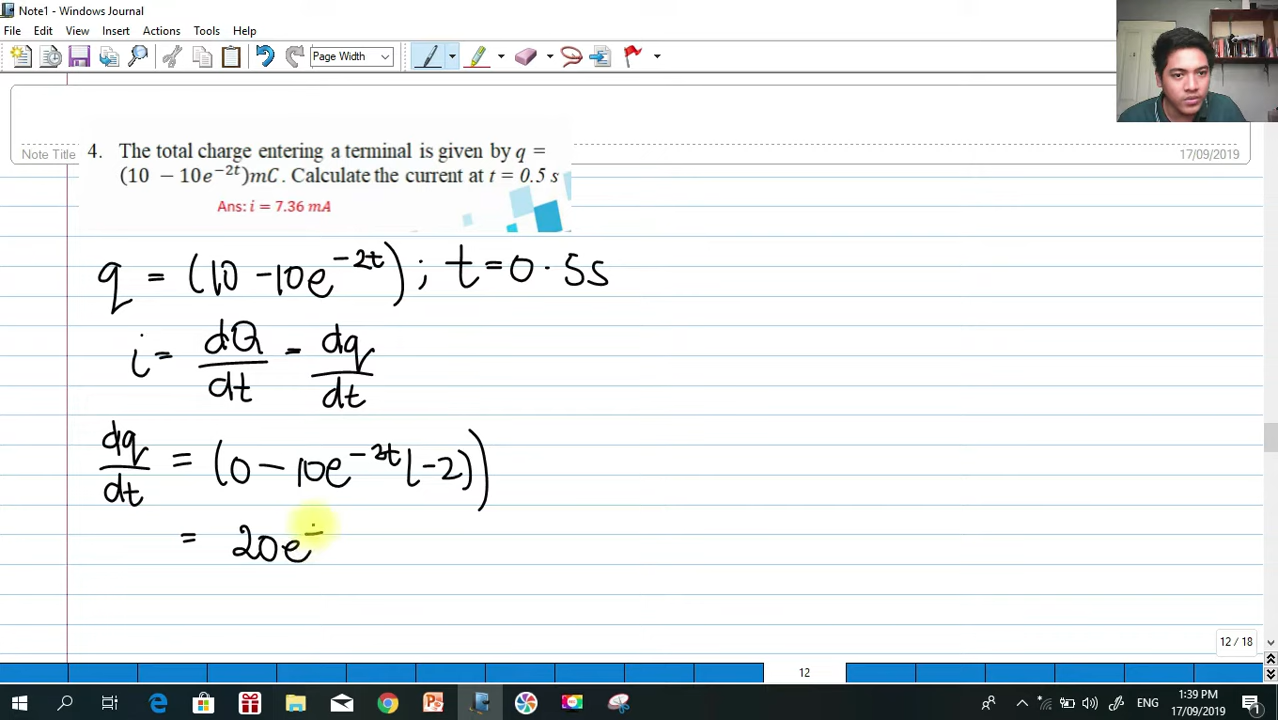 Note1 - Windows Journal
File Edit View Insert Actions Tools Help
Page Width
Note Title
17/09/2019
4. The total charge entering a terminal is given by q =
(10 − 10e⁻²ᵗ)mC. Calculate the current at t = 0.5 s
Ans: i = 7.36 mA
q = (10 -10e⁻²ᵗ) ; t = 0.5s
i = dQ/dt = dq/dt
dq/dt = (0 - 10e⁻²ᵗ(-2))
= 20e⁻
12 / 18
12
ENG
1:39 PM
17/09/2019
1